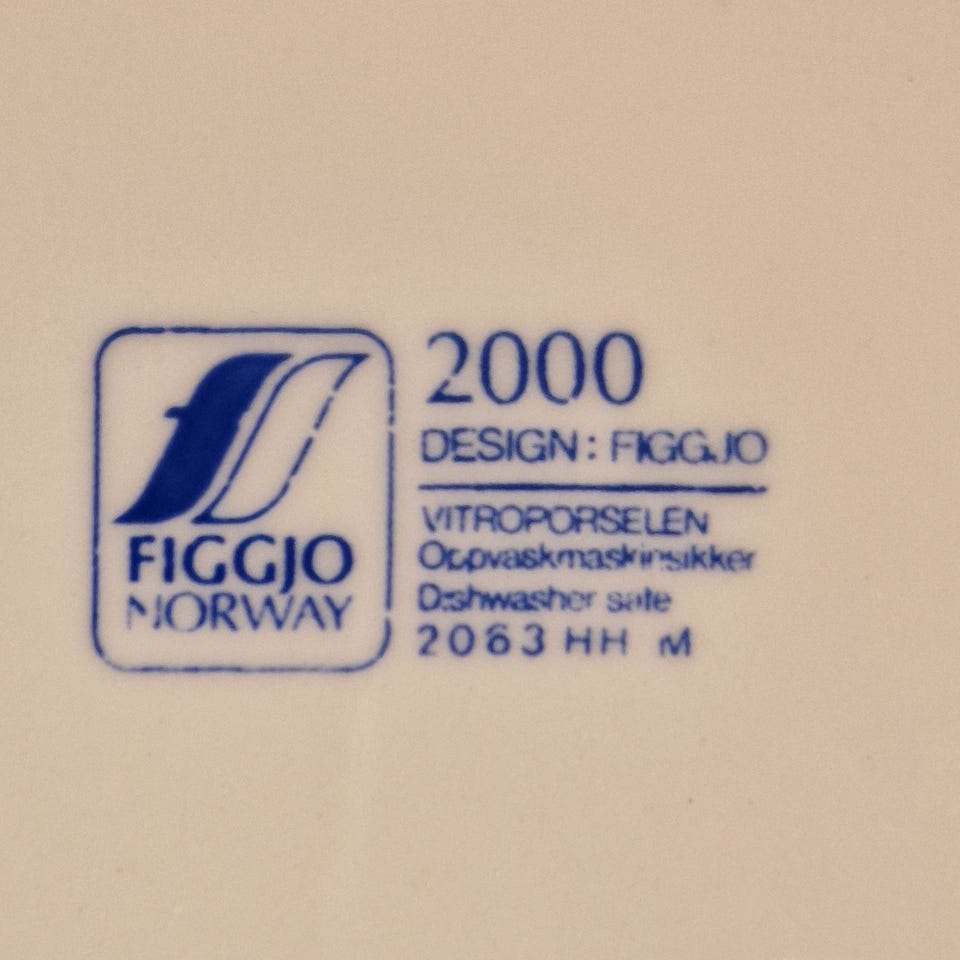 FIGGJO
NORWAY
2000
DESIGN: FIGGJO
VITROPORSELEN
Oppvaskmaskinsikker
Dishwasher safe
2063 HH M